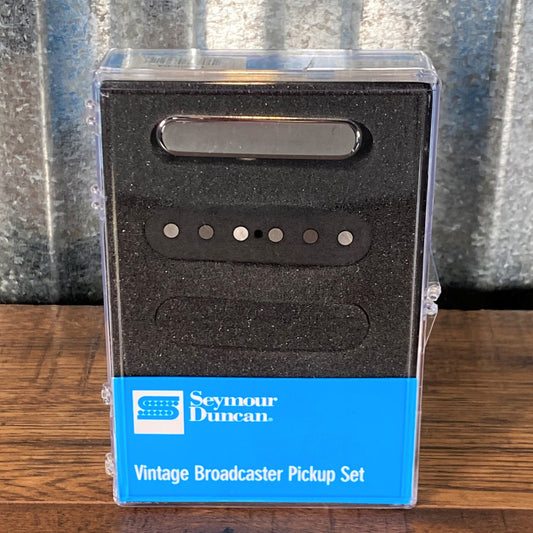 Seymour
Duncan®
Vintage Broadcaster Pickup Set